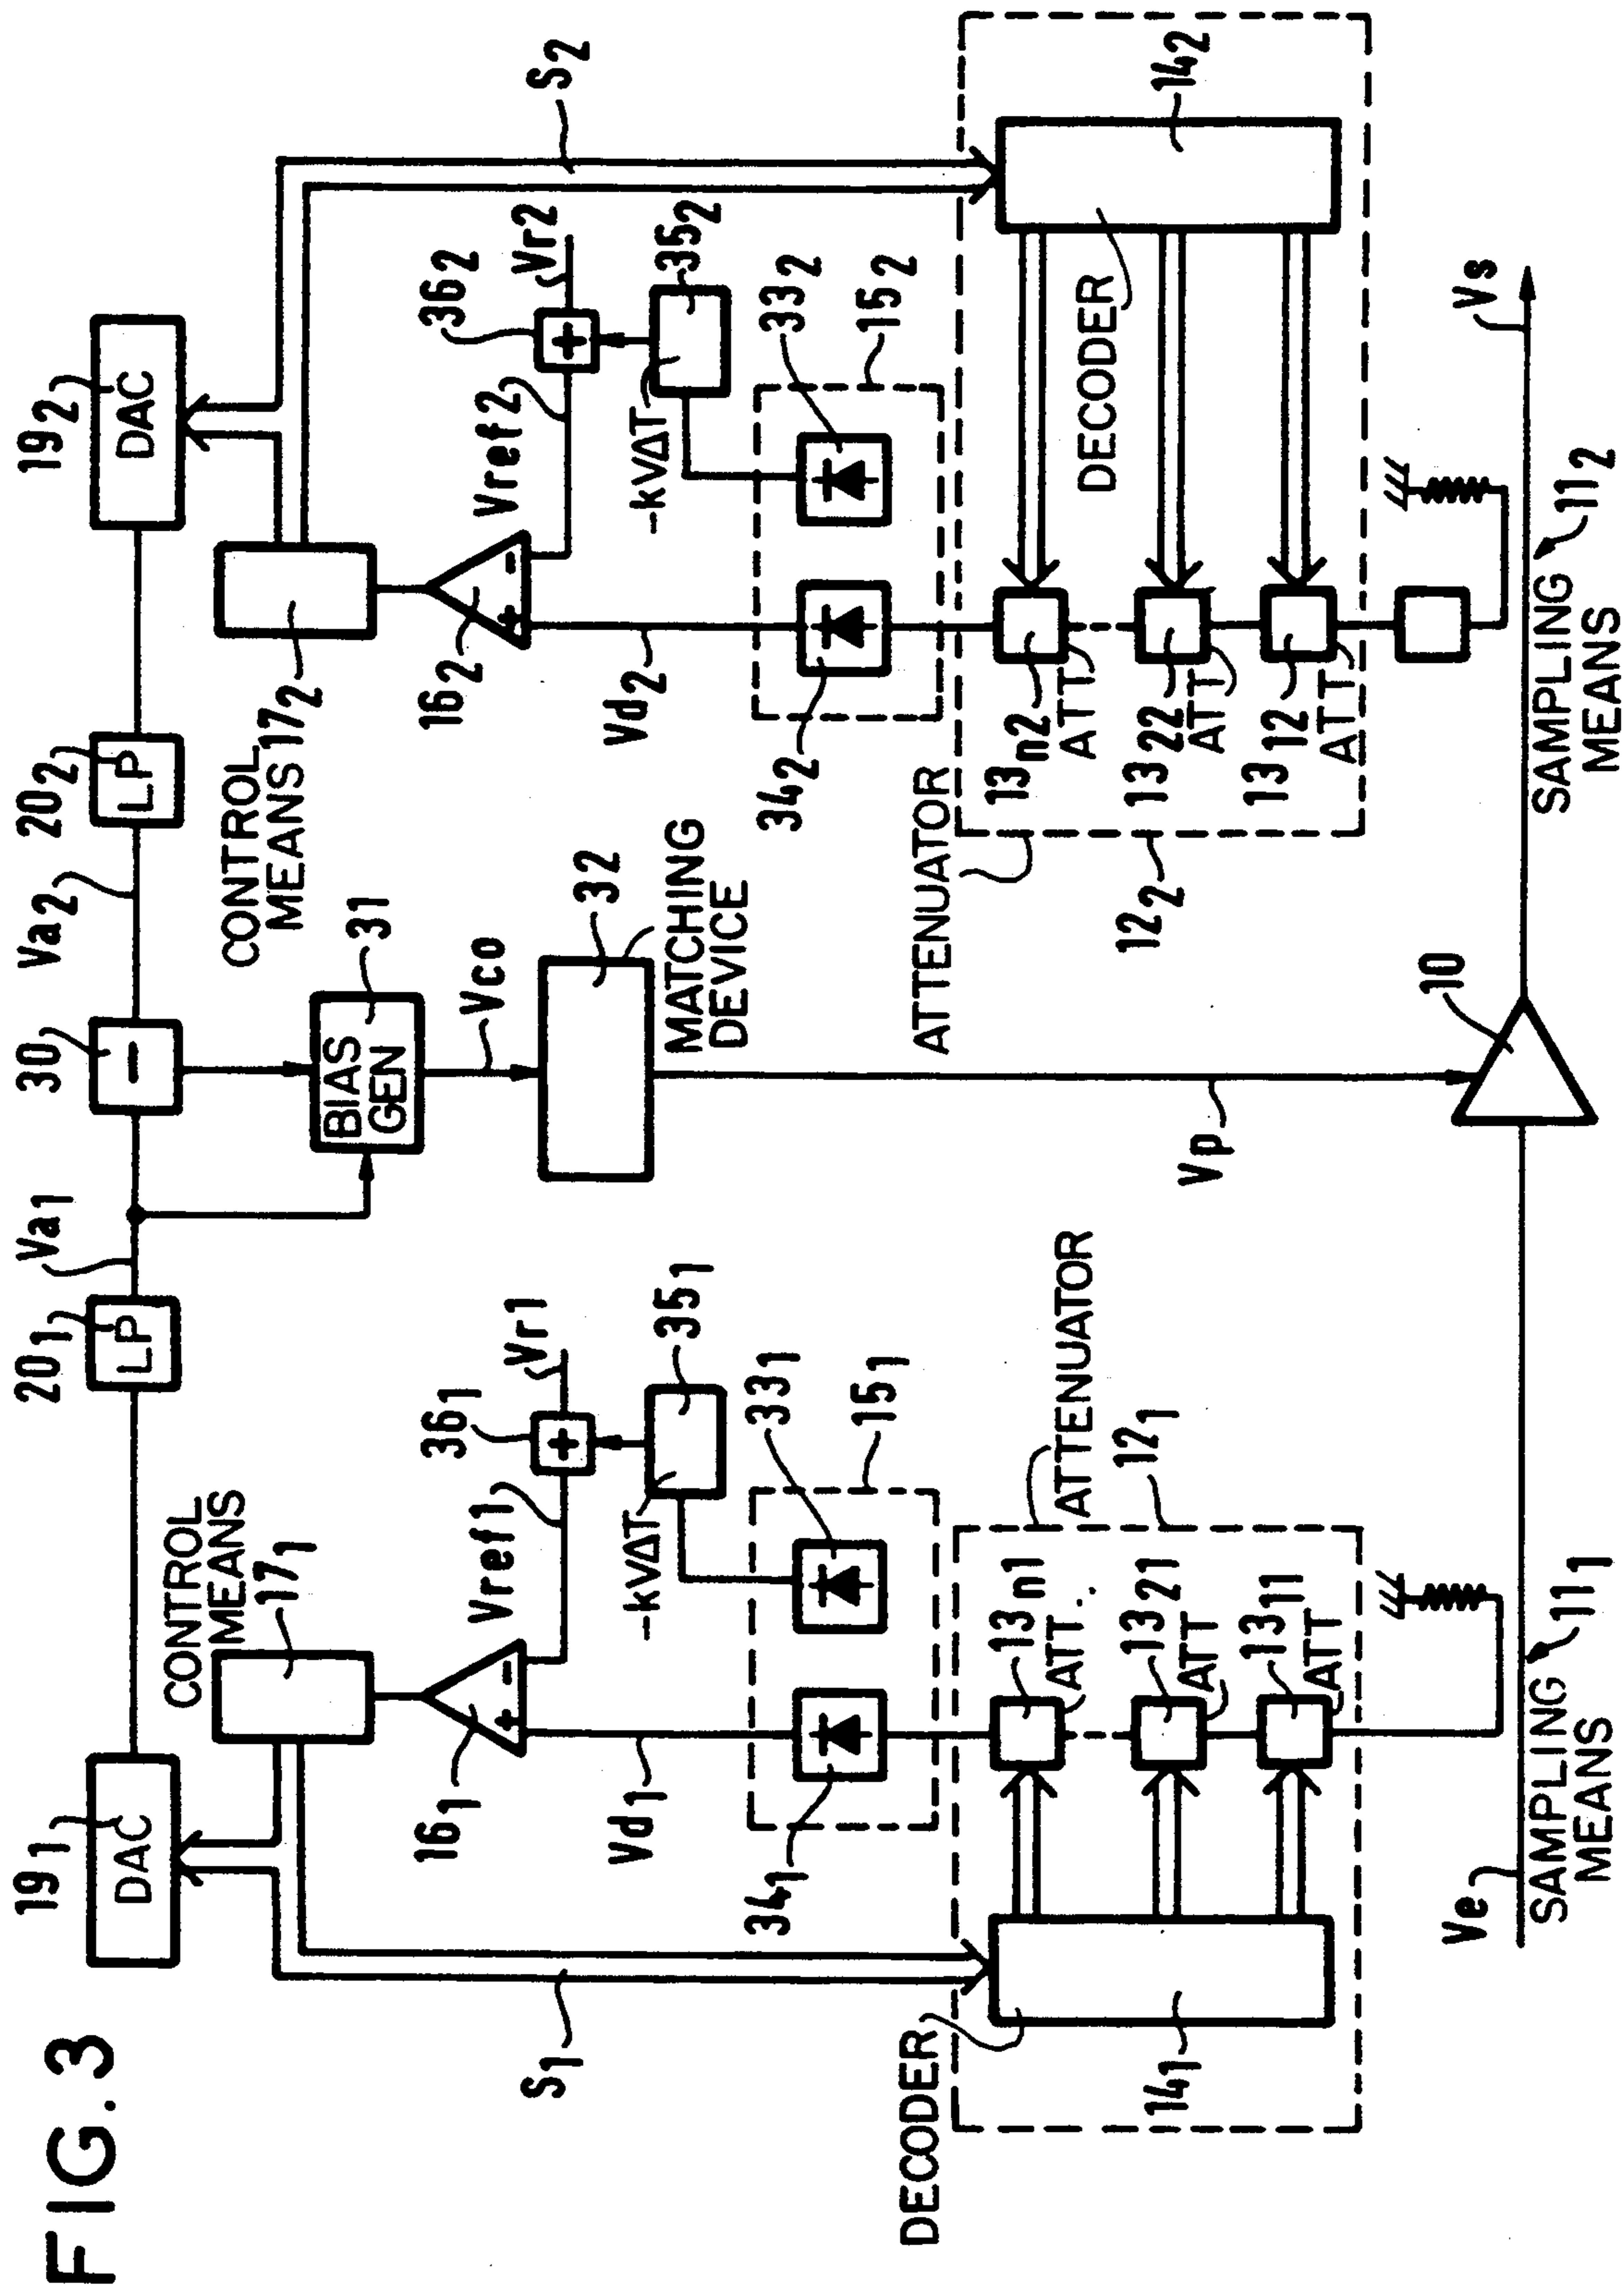 FIG. 3
19₁
DAC
20₁
LP
Va₁
30
−
Va₂
20₂
LP
19₂
DAC
CONTROL
MEANS
17₁
BIAS
GEN
31
CONTROL
MEANS 17₂
16₁
+
−
Vref1
36₁
+
Vr1
Vco
16₂
+
−
Vref2
36₂
+
Vr2
S₁
Vd₁
-kVΔT
35₁
32
MATCHING
DEVICE
Vd₂
-kVΔT
35₂
S₂
34₁
33₁
15₁
34₂
33₂
15₂
DECODER
14₁
13n1
ATT
13₂₁
ATT
13₁₁
ATT
ATTENUATOR
12₁
ATTENUATOR
12₂
13n2
ATT
13₂₂
ATT
13₁₂
ATT
DECODER
14₂
Vp
10
Ve
SAMPLING
MEANS
11₁
SAMPLING
MEANS
11₂
Vs